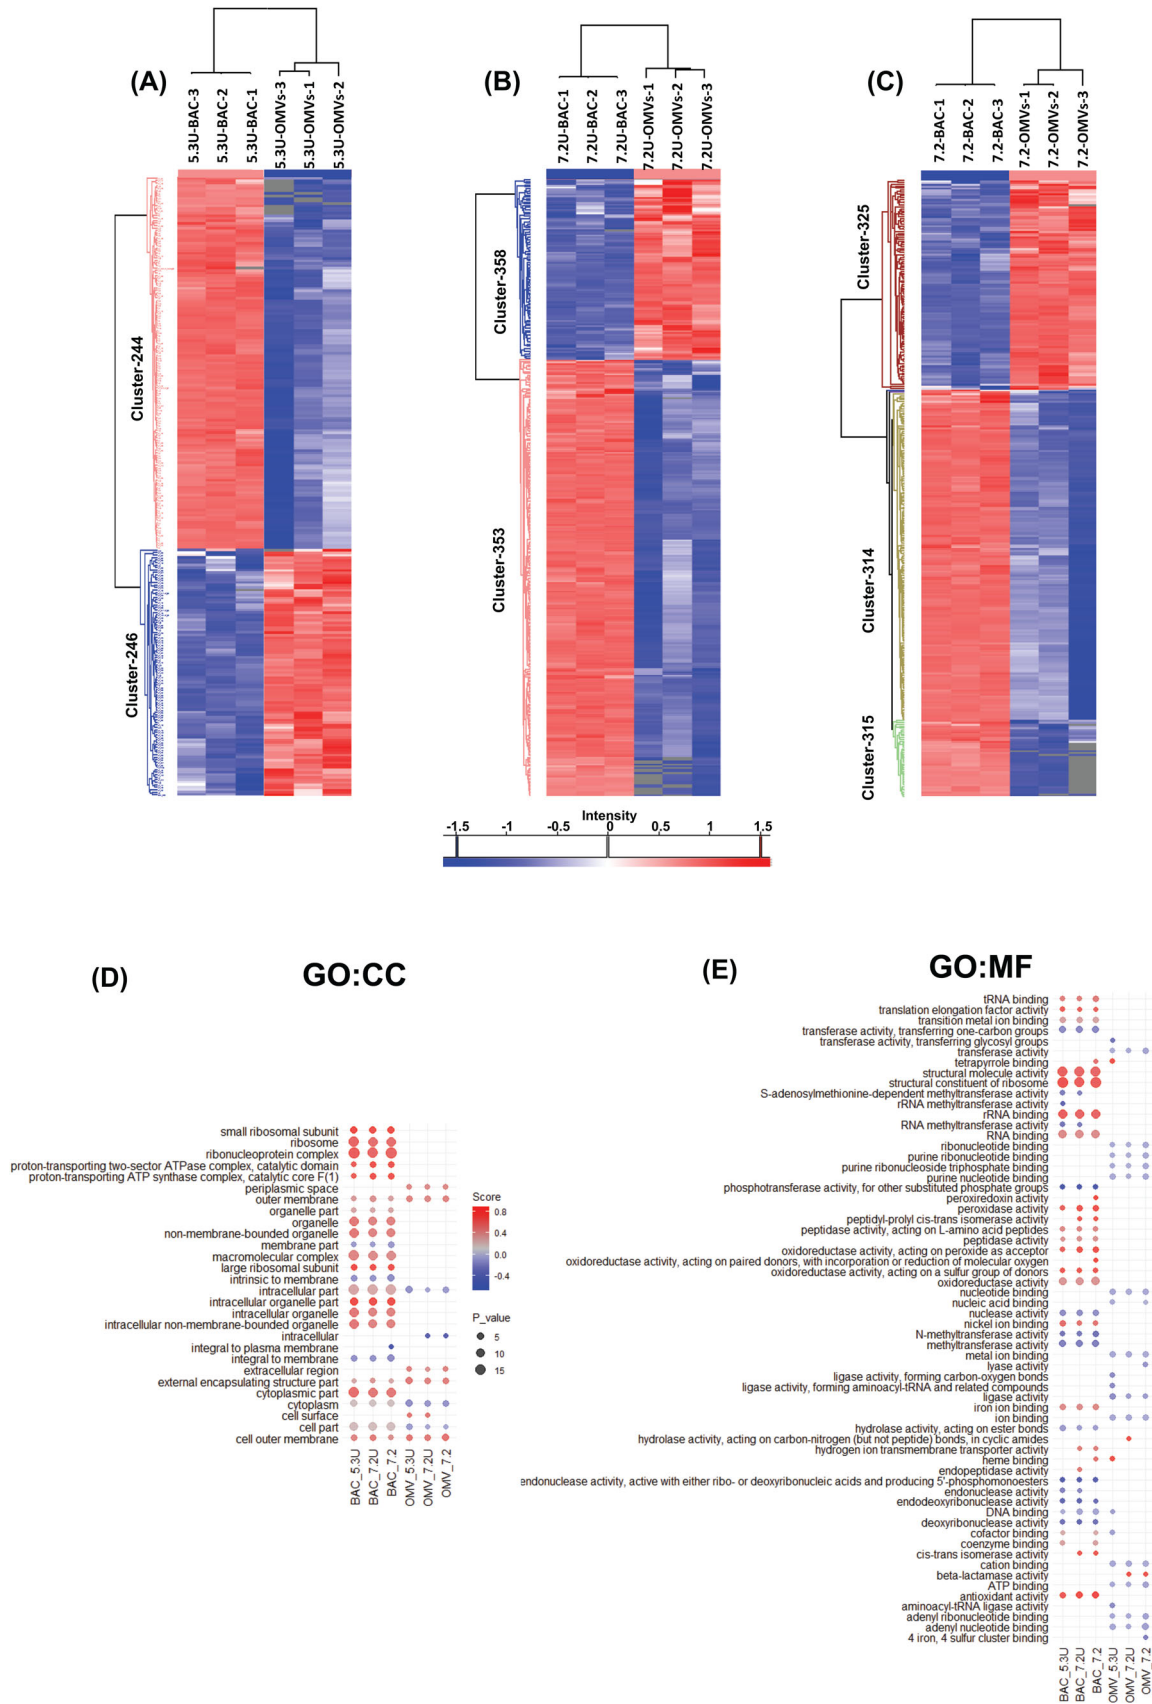 (A)
5.3U-BAC-3
5.3U-BAC-2
5.3U-BAC-1
5.3U-OMVs-3
5.3U-OMVs-1
5.3U-OMVs-2
Cluster-244
Cluster-246
(B)
7.2U-BAC-1
7.2U-BAC-2
7.2U-BAC-3
7.2U-OMVs-1
7.2U-OMVs-2
7.2U-OMVs-3
Cluster-358
Cluster-353
(C)
7.2-BAC-1
7.2-BAC-2
7.2-BAC-3
7.2-OMVs-1
7.2-OMVs-2
7.2-OMVs-3
Cluster-325
Cluster-314
Cluster-315
Intensity
-1.5 -1 -0.5 0 0.5 1 1.5
(D)
GO:CC
small ribosomal subunit
ribosome
ribonucleoprotein complex
proton-transporting two-sector ATPase complex, catalytic domain
proton-transporting ATP synthase complex, catalytic core F(1)
periplasmic space
outer membrane
organelle part
organelle
non-membrane-bounded organelle
membrane part
macromolecular complex
large ribosomal subunit
intrinsic to membrane
intracellular part
intracellular organelle part
intracellular organelle
intracellular non-membrane-bounded organelle
intracellular
integral to plasma membrane
integral to membrane
extracellular region
external encapsulating structure part
cytoplasmic part
cytoplasm
cell surface
cell part
cell outer membrane
BAC_5.3U
BAC_7.2U
BAC_7.2
OMV_5.3U
OMV_7.2U
OMV_7.2
Score
0.8
0.4
0.0
-0.4
P_value
5
10
15
(E)
GO:MF
tRNA binding
translation elongation factor activity
transition metal ion binding
transferase activity, transferring one-carbon groups
transferase activity, transferring glycosyl groups
transferase activity
tetrapyrrole binding
structural molecule activity
structural constituent of ribosome
S-adenosylmethionine-dependent methyltransferase activity
rRNA methyltransferase activity
rRNA binding
RNA methyltransferase activity
RNA binding
ribonucleotide binding
purine ribonucleotide binding
purine ribonucleoside triphosphate binding
purine nucleotide binding
phosphotransferase activity, for other substituted phosphate groups
peroxiredoxin activity
peroxidase activity
peptidyl-prolyl cis-trans isomerase activity
peptidase activity, acting on L-amino acid peptides
peptidase activity
oxidoreductase activity, acting on peroxide as acceptor
oxidoreductase activity, acting on paired donors, with incorporation or reduction of molecular oxygen
oxidoreductase activity, acting on a sulfur group of donors
oxidoreductase activity
nucleotide binding
nucleic acid binding
nuclease activity
nickel ion binding
N-methyltransferase activity
methyltransferase activity
metal ion binding
lyase activity
ligase activity, forming carbon-oxygen bonds
ligase activity, forming aminoacyl-tRNA and related compounds
ligase activity
iron ion binding
ion binding
hydrolase activity, acting on ester bonds
hydrolase activity, acting on carbon-nitrogen (but not peptide) bonds, in cyclic amides
hydrogen ion transmembrane transporter activity
heme binding
endopeptidase activity
endonuclease activity, active with either ribo- or deoxyribonucleic acids and producing 5'-phosphomonoesters
endonuclease activity
endodeoxyribonuclease activity
DNA binding
deoxyribonuclease activity
cofactor binding
coenzyme binding
cis-trans isomerase activity
cation binding
beta-lactamase activity
ATP binding
antioxidant activity
aminoacyl-tRNA ligase activity
adenyl ribonucleotide binding
adenyl nucleotide binding
4 iron, 4 sulfur cluster binding
BAC_5.3U
BAC_7.2U
BAC_7.2
OMV_5.3U
OMV_7.2U
OMV_7.2